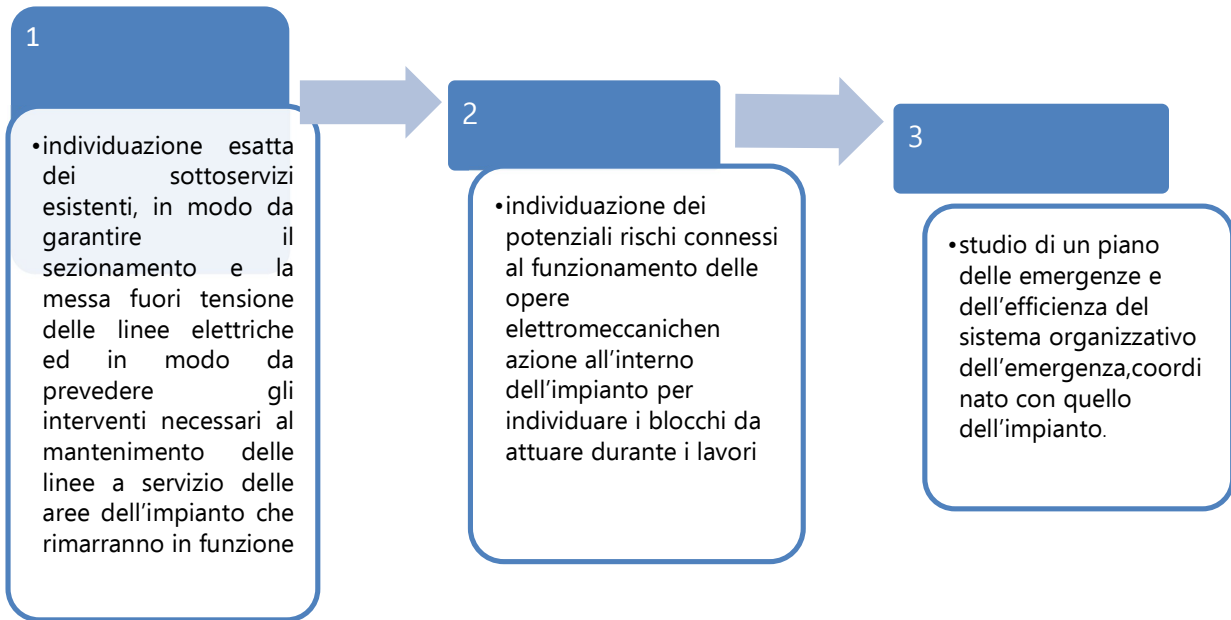 1
•individuazione esatta
dei sottoservizi
esistenti, in modo da
garantire il
sezionamento e la
messa fuori tensione
delle linee elettriche
ed in modo da
prevedere gli
interventi necessari al
mantenimento delle
linee a servizio delle
aree dell'impianto che
rimarranno in funzione
2
•individuazione dei
potenziali rischi connessi
al funzionamento delle
opere
elettromeccanichen
azione all'interno
dell'impianto per
individuare i blocchi da
attuare durante i lavori
3
•studio di un piano
delle emergenze e
dell'efficienza del
sistema organizzativo
dell'emergenza,coordi
nato con quello
dell'impianto.